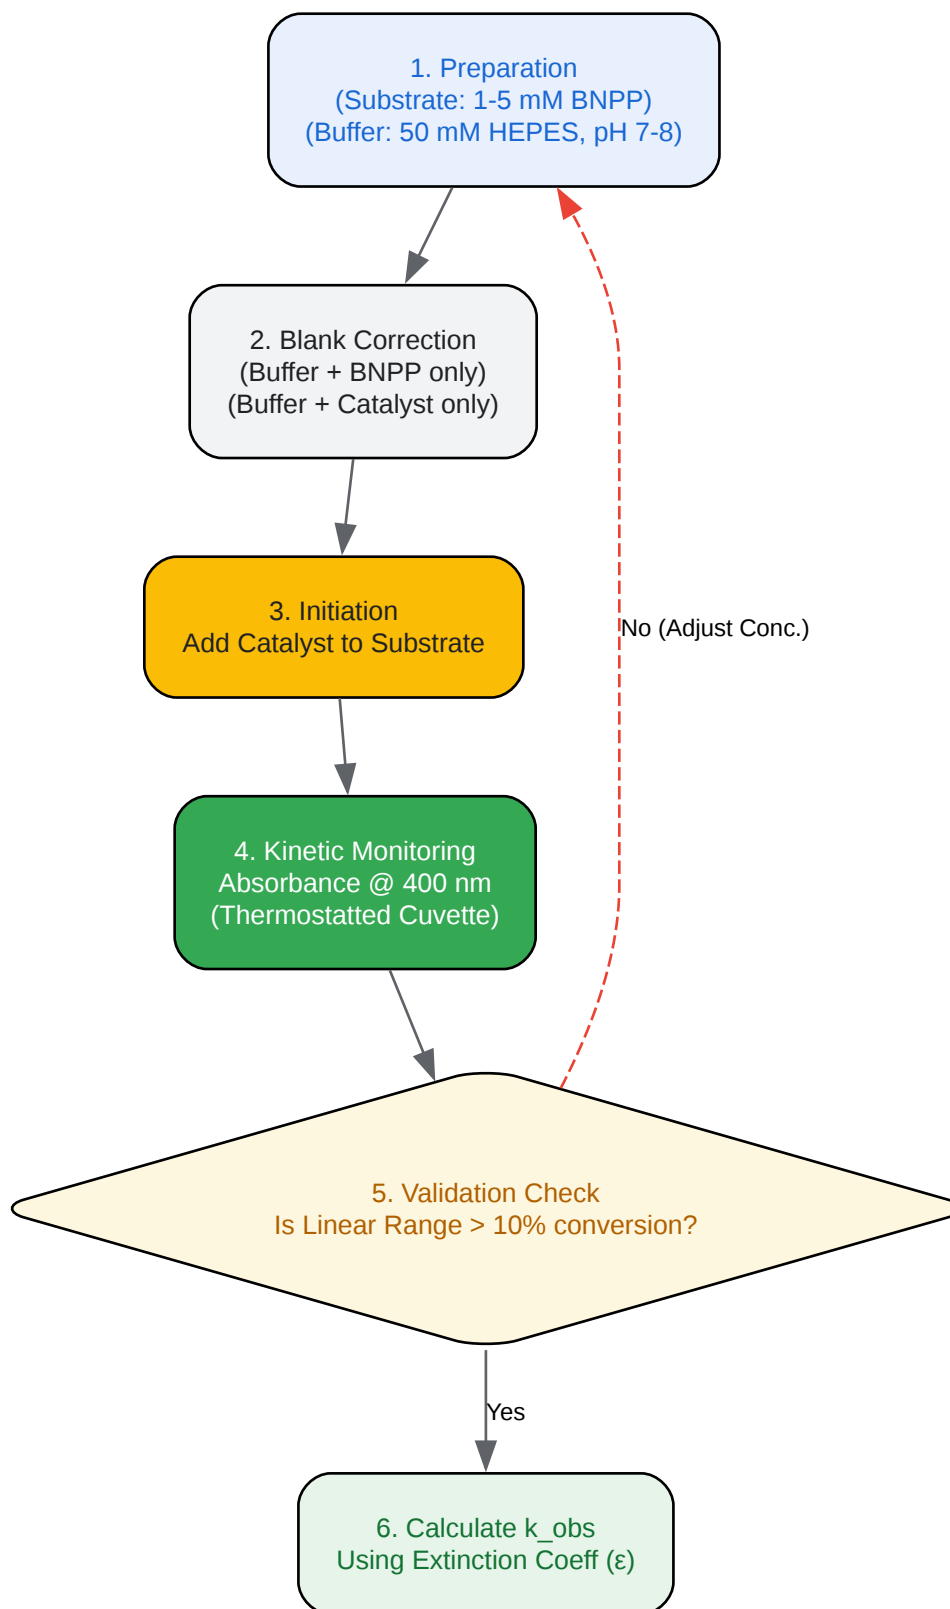 1. Preparation
(Substrate: 1-5 mM BNPP)
(Buffer: 50 mM HEPES, pH 7-8)
2. Blank Correction
(Buffer + BNPP only)
(Buffer + Catalyst only)
3. Initiation
Add Catalyst to Substrate
No (Adjust Conc.)
4. Kinetic Monitoring
Absorbance @ 400 nm
(Thermostatted Cuvette)
5. Validation Check
Is Linear Range > 10% conversion?
Yes
6. Calculate k_obs
Using Extinction Coeff (ε)